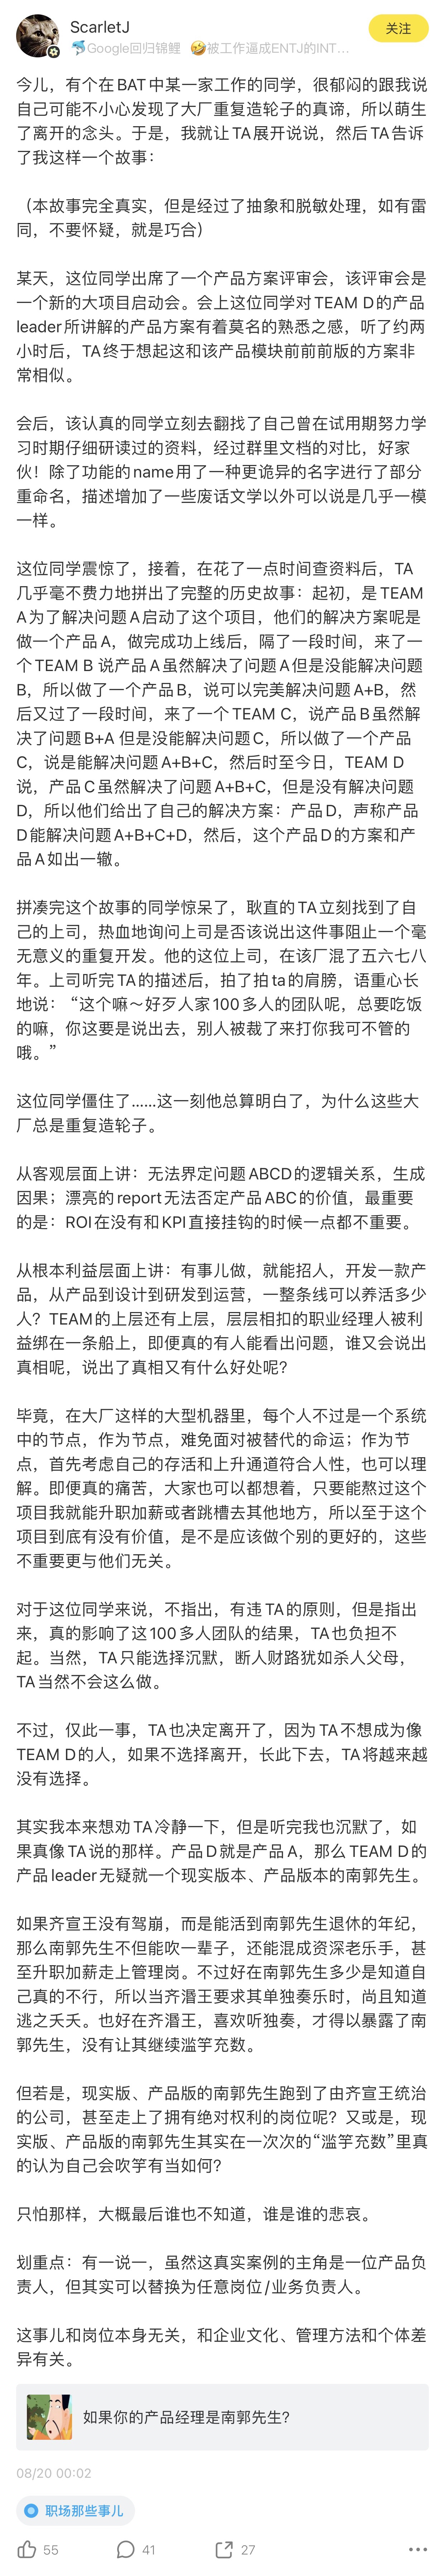 ScarletJ
关注
🐬Google回归锦鲤 🤣被工作逼成ENTJ的INT...
今儿，有个在BAT中某一家工作的同学，很郁闷的跟我说
自己可能不小心发现了大厂重复造轮子的真谛，所以萌生
了离开的念头。于是，我就让TA展开说说，然后TA告诉
了我这样一个故事：
（本故事完全真实，但是经过了抽象和脱敏处理，如有雷
同，不要怀疑，就是巧合）
某天，这位同学出席了一个产品方案评审会，该评审会是
一个新的大项目启动会。会上这位同学对TEAM D的产品
leader所讲解的产品方案有着莫名的熟悉之感，听了约两
小时后，TA终于想起这和该产品模块前前前版的方案非
常相似。
会后，该认真的同学立刻去翻找了自己曾在试用期努力学
习时期仔细研读过的资料，经过群里文档的对比，好家
伙！除了功能的name用了一种更诡异的名字进行了部分
重命名，描述增加了一些废话文学以外可以说是几乎一模
一样。
这位同学震惊了，接着，在花了一点时间查资料后，TA
几乎毫不费力地拼出了完整的历史故事：起初，是TEAM
A为了解决问题A启动了这个项目，他们的解决方案呢是
做一个产品A，做完成功上线后，隔了一段时间，来了一
个TEAM B 说产品A虽然解决了问题A但是没能解决问题
B，所以做了一个产品B，说可以完美解决问题A+B，然
后又过了一段时间，来了一个TEAM C，说产品B虽然解
决了问题B+A 但是没能解决问题C，所以做了一个产品
C，说是能解决问题A+B+C，然后时至今日，TEAM D
说，产品C虽然解决了问题A+B+C，但是没有解决问题
D，所以他们给出了自己的解决方案：产品D，声称产品
D能解决问题A+B+C+D，然后，这个产品D的方案和产
品A如出一辙。
拼凑完这个故事的同学惊呆了，耿直的TA立刻找到了自
己的上司，热血地询问上司是否该说出这件事阻止一个毫
无意义的重复开发。他的这位上司，在该厂混了五六七八
年。上司听完TA的描述后，拍了拍ta的肩膀，语重心长
地说：“这个嘛～好歹人家100多人的团队呢，总要吃饭
的嘛，你这要是说出去，别人被裁了来打你我可不管的
哦。”
这位同学僵住了......这一刻他总算明白了，为什么这些大
厂总是重复造轮子。
从客观层面上讲：无法界定问题ABCD的逻辑关系，生成
因果；漂亮的report无法否定产品ABC的价值，最重要
的是：ROI在没有和KPI直接挂钩的时候一点都不重要。
从根本利益层面上讲：有事儿做，就能招人，开发一款产
品，从产品到设计到研发到运营，一整条线可以养活多少
人？TEAM的上层还有上层，层层相扣的职业经理人被利
益绑在一条船上，即便真的有人能看出问题，谁又会说出
真相呢，说出了真相又有什么好处呢？
毕竟，在大厂这样的大型机器里，每个人不过是一个系统
中的节点，作为节点，难免面对被替代的命运；作为节
点，首先考虑自己的存活和上升通道符合人性，也可以理
解。即便真的痛苦，大家也可以都想着，只要能熬过这个
项目我就能升职加薪或者跳槽去其他地方，所以至于这个
项目到底有没有价值，是不是应该做个别的更好的，这些
不重要更与他们无关。
对于这位同学来说，不指出，有违TA的原则，但是指出
来，真的影响了这100多人团队的结果，TA也负担不
起。当然，TA只能选择沉默，断人财路犹如杀人父母，
TA当然不会这么做。
不过，仅此一事，TA也决定离开了，因为TA不想成为像
TEAM D的人，如果不选择离开，长此下去，TA将越来越
没有选择。
其实我本来想劝TA冷静一下，但是听完我也沉默了，如
果真像TA说的那样。产品D就是产品A，那么TEAM D的
产品leader无疑就一个现实版本、产品版本的南郭先生。
如果齐宣王没有驾崩，而是能活到南郭先生退休的年纪，
那么南郭先生不但能吹一辈子，还能混成资深老乐手，甚
至升职加薪走上管理岗。不过好在南郭先生多少是知道自
己真的不行，所以当齐湣王要求其单独奏乐时，尚且知道
逃之夭夭。也好在齐湣王，喜欢听独奏，才得以暴露了南
郭先生，没有让其继续滥竽充数。
但若是，现实版、产品版的南郭先生跑到了由齐宣王统治
的公司，甚至走上了拥有绝对权利的岗位呢？又或是，现
实版、产品版的南郭先生其实在一次次的“滥竽充数”里真
的认为自己会吹竽有当如何？
只怕那样，大概最后谁也不知道，谁是谁的悲哀。
划重点：有一说一，虽然这真实案例的主角是一位产品负
责人，但其实可以替换为任意岗位/业务负责人。
这事儿和岗位本身无关，和企业文化、管理方法和个体差
异有关。
如果你的产品经理是南郭先生？
08/20 00:02
职场那些事儿
55
41
27